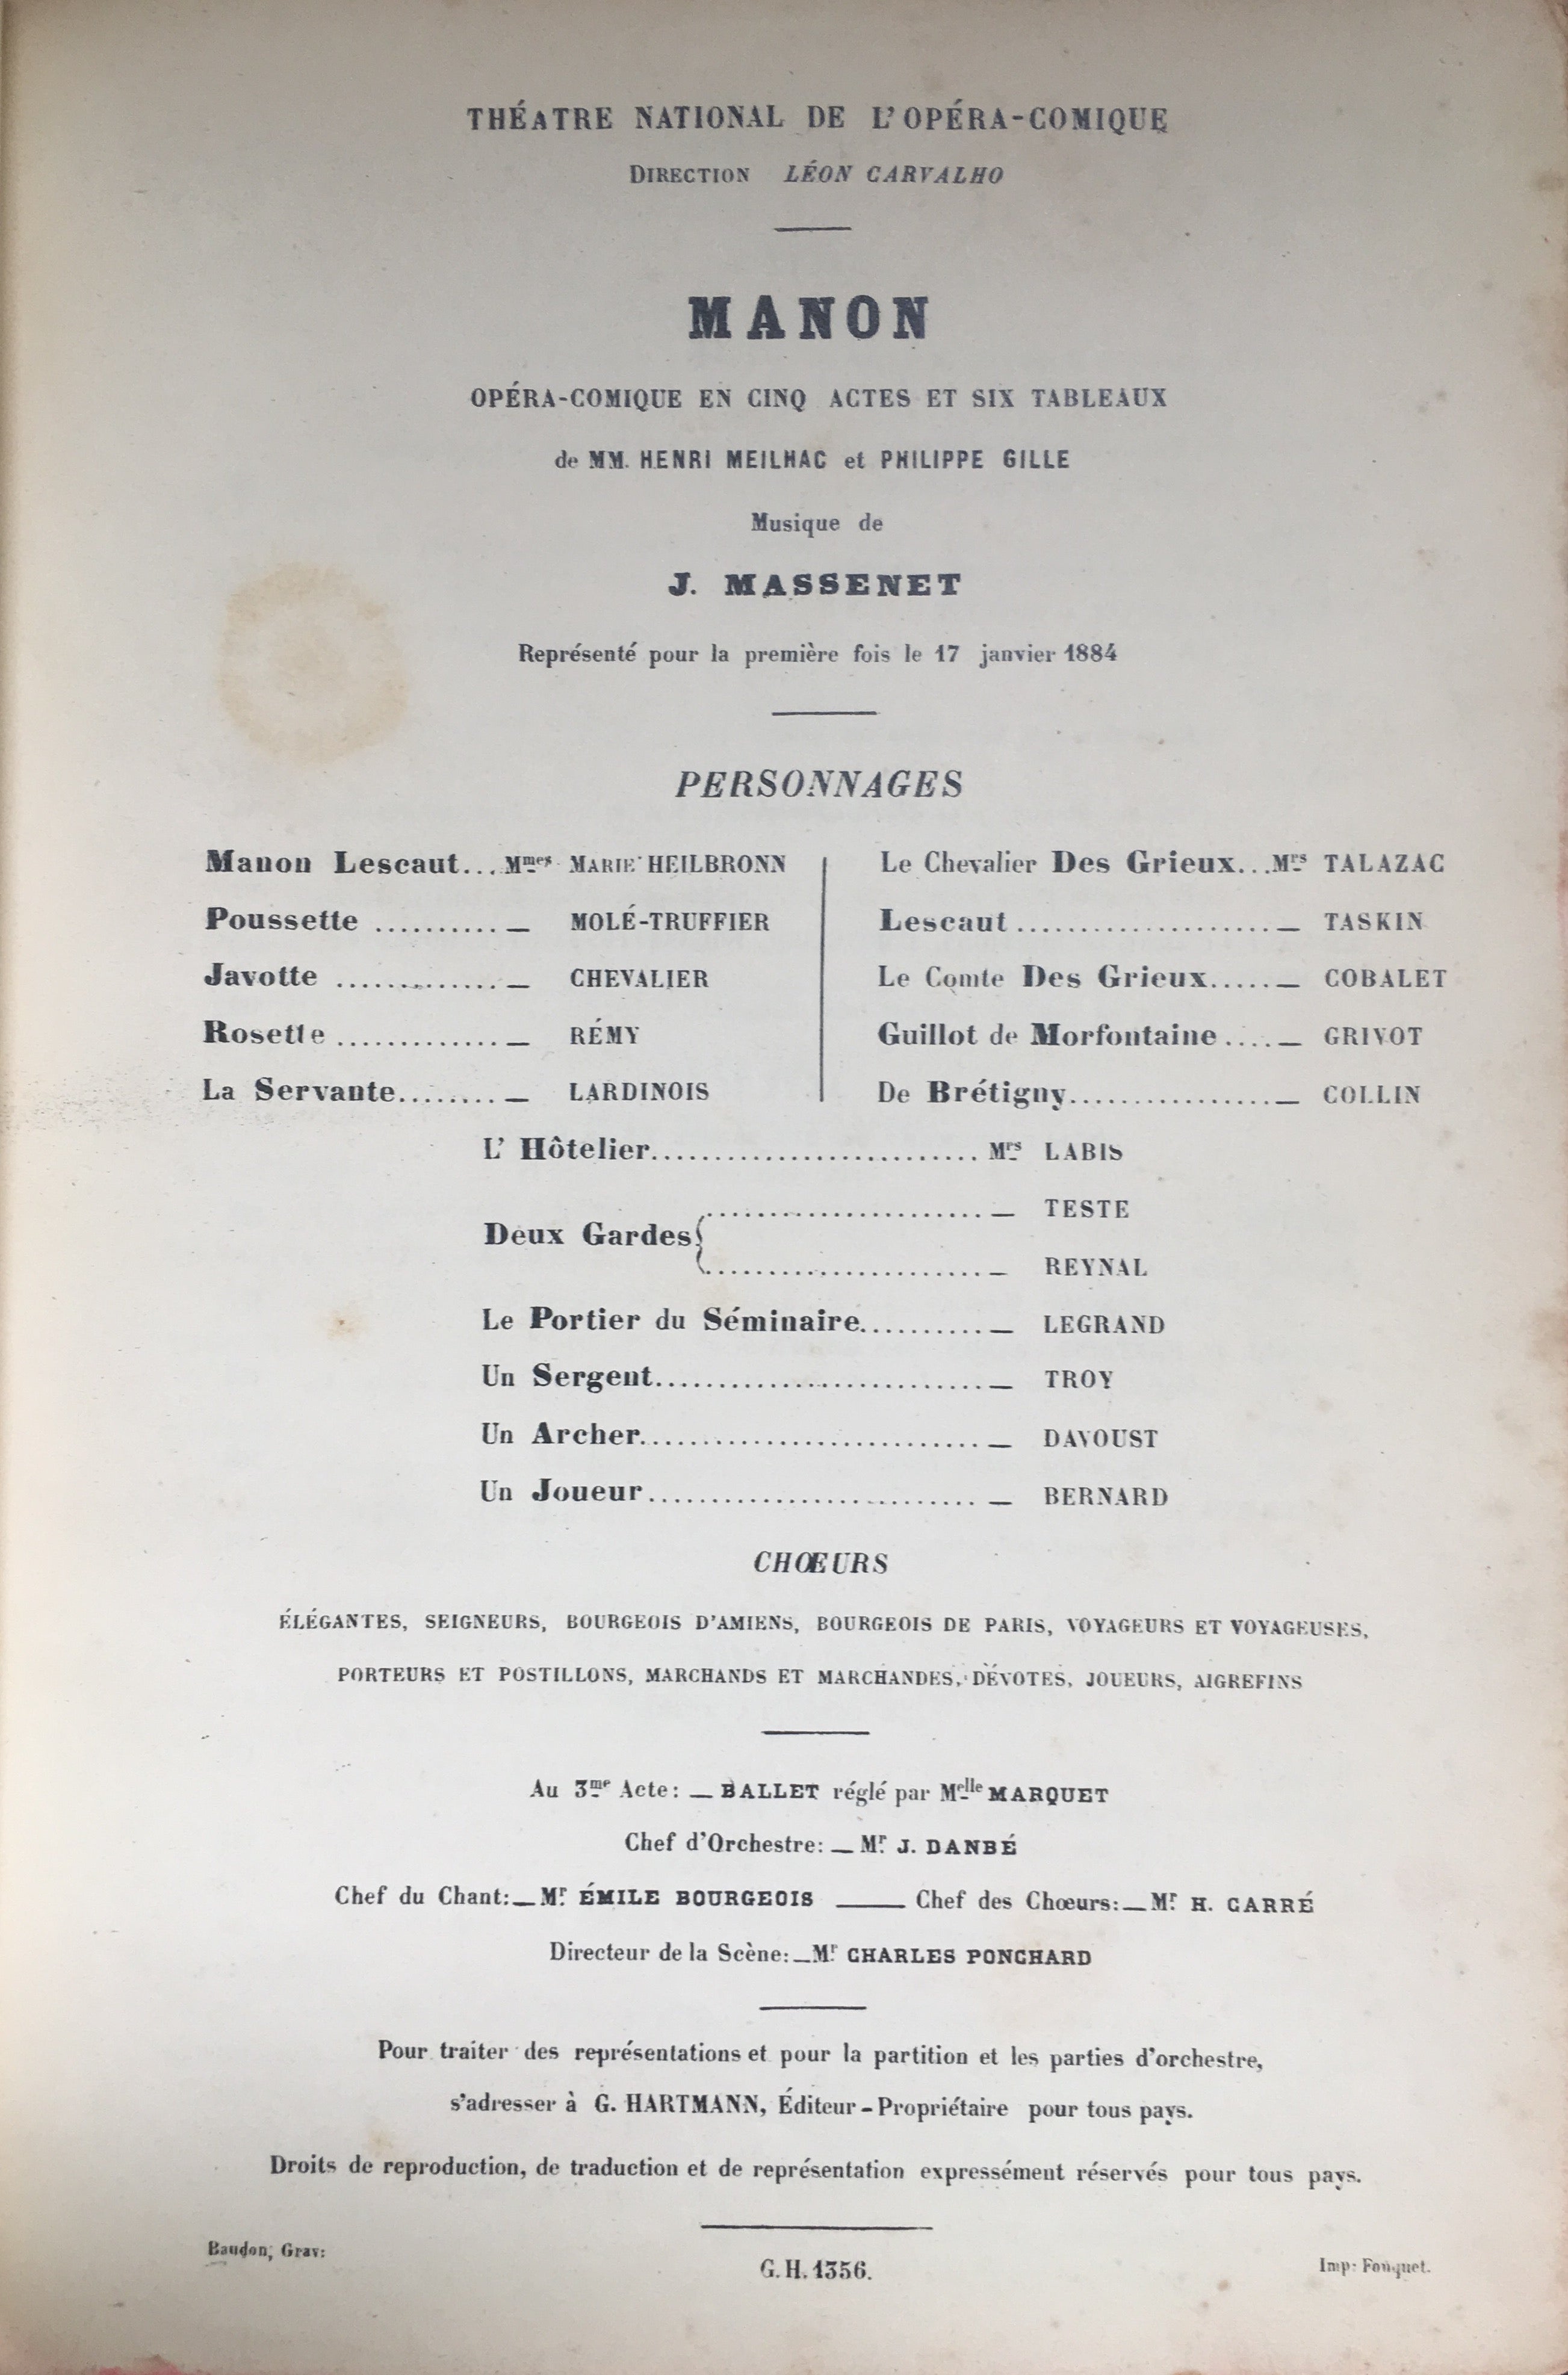 THÉATRE NATIONAL DE L'OPÉRA-COMIQUE
DIRECTION LÉON CARVALHO
MANON
OPÉRA-COMIQUE EN CINQ ACTES ET SIX TABLEAUX
de MM. HENRI MEILHAC et PHILIPPE GILLE
Musique de
J. MASSENET
Représenté pour la première fois le 17 janvier 1884
PERSONNAGES
Manon Lescaut... Mmes MARIE HEILBRONN
Poussette .......... — MOLÉ-TRUFFIER
Javotte ............. — CHEVALIER
Rosette ............. — RÉMY
La Servante........ — LARDINOIS
Le Chevalier Des Grieux... Mrs TALAZAC
Lescaut ..................... — TASKIN
Le Comte Des Grieux..... — COBALET
Guillot de Morfontaine .... — GRIVOT
De Brétigny................ — COLLIN
L' Hôtelier.......................... Mrs LABIS
Deux Gardes { ...................... — TESTE
...................... — REYNAL
Le Portier du Séminaire.......... — LEGRAND
Un Sergent.......................... — TROY
Un Archer........................... — DAVOUST
Un Joueur .......................... — BERNARD
CHŒURS
ÉLÉGANTES, SEIGNEURS, BOURGEOIS D'AMIENS, BOURGEOIS DE PARIS, VOYAGEURS ET VOYAGEUSES,
PORTEURS ET POSTILLONS, MARCHANDS ET MARCHANDES, DÉVOTES, JOUEURS, AIGREFINS
Au 3me Acte: — BALLET réglé par Melle MARQUET
Chef d'Orchestre: — Mr. J. DANBÉ
Chef du Chant: — Mr. ÉMILE BOURGEOIS —— Chef des Chœurs: — Mr. H. CARRÉ
Directeur de la Scène: — Mr. CHARLES PONCHARD
Pour traiter des représentations et pour la partition et les parties d'orchestre,
s'adresser à G. HARTMANN, Éditeur - Propriétaire pour tous pays.
Droits de reproduction, de traduction et de représentation expressément réservés pour tous pays.
Baudon, Grav:
G. H. 1356.
Imp: Fouquet.